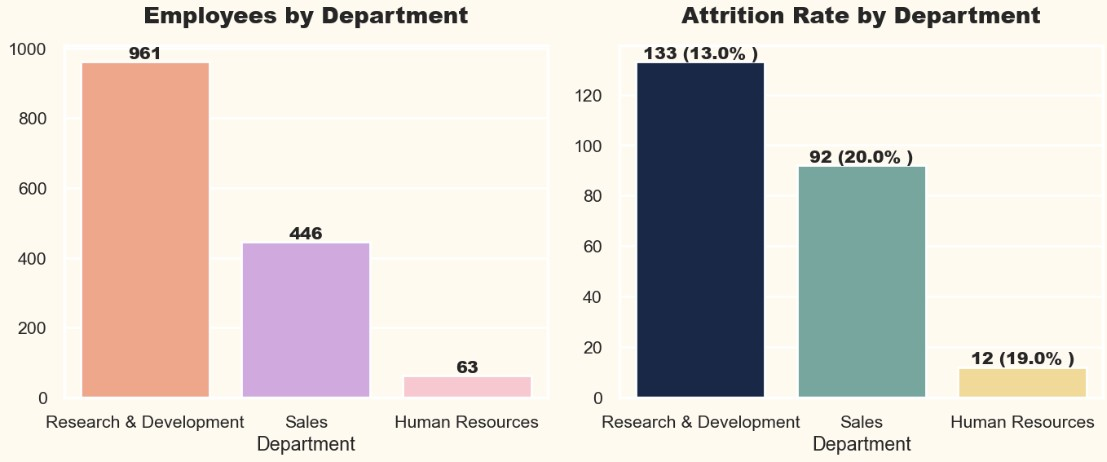 Employees by Department
1000
800
600
400
200
0
961
446
63
Research & Development Sales Human Resources
Department
Attrition Rate by Department
120
100
80
60
40
20
0
133 (13.0% )
92 (20.0% )
12 (19.0% )
Research & Development Sales Human Resources
Department